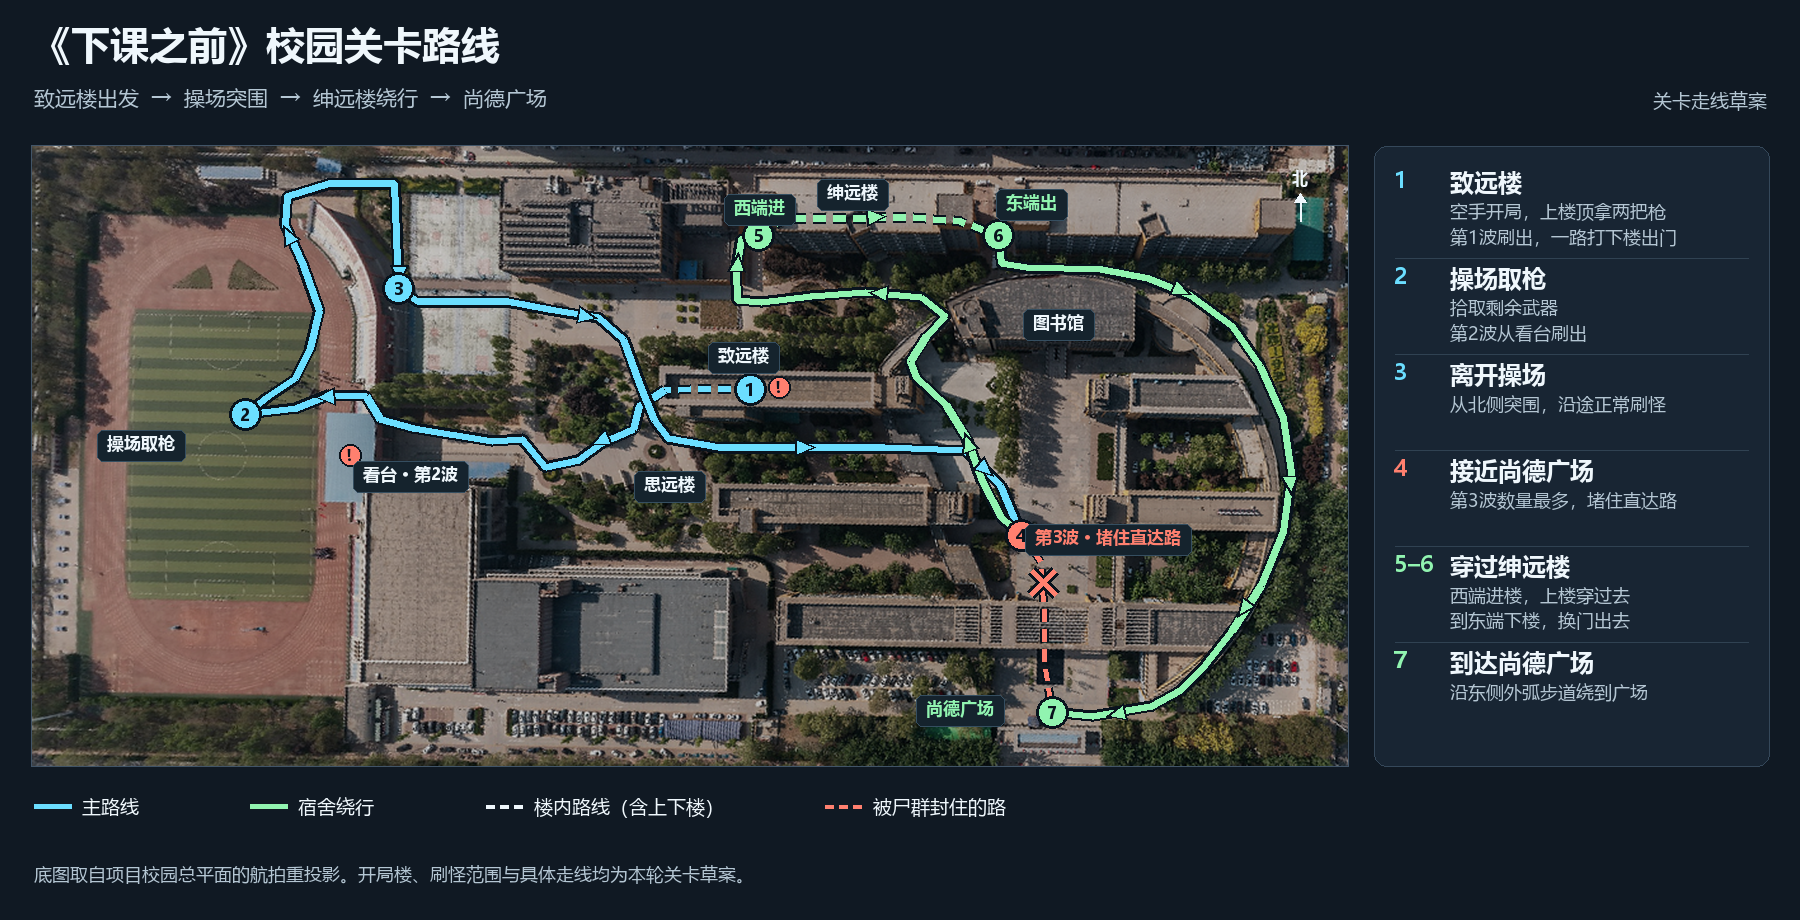 《下课之前》校园关卡路线
致远楼出发 → 操场突围 → 绅远楼绕行 → 尚德广场
关卡走线草案
北
绅远楼
西端进
东端出
5
6
3
图书馆
致远楼
1
!
2
操场取枪
!
看台·第2波
思远楼
4
第3波·堵住直达路
尚德广场
7
1
致远楼
空手开局，上楼顶拿两把枪
第1波刷出，一路打下楼出门
2
操场取枪
拾取剩余武器
第2波从看台刷出
3
离开操场
从北侧突围，沿途正常刷怪
4
接近尚德广场
第3波数量最多，堵住直达路
5–6
穿过绅远楼
西端进楼，上楼穿过去
到东端下楼，换门出去
7
到达尚德广场
沿东侧外弧步道绕到广场
主路线
宿舍绕行
楼内路线（含上下楼）
被尸群封住的路
底图取自项目校园总平面的航拍重投影。开局楼、刷怪范围与具体走线均为本轮关卡草案。